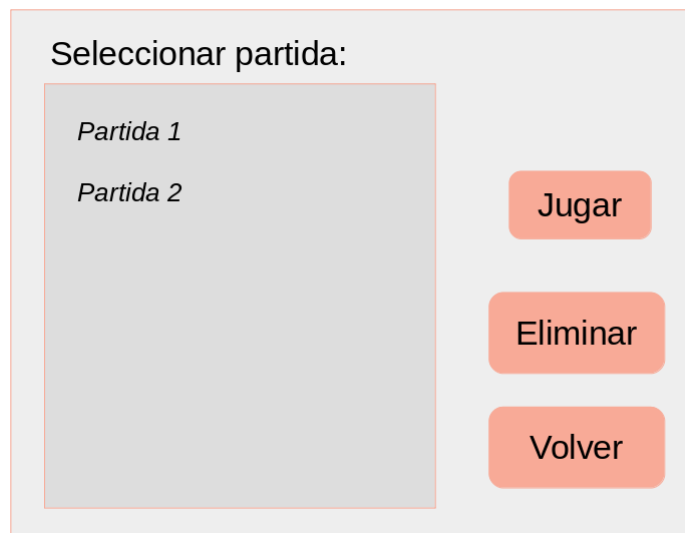 Seleccionar partida:
Partida 1
Partida 2
Jugar
Eliminar
Volver